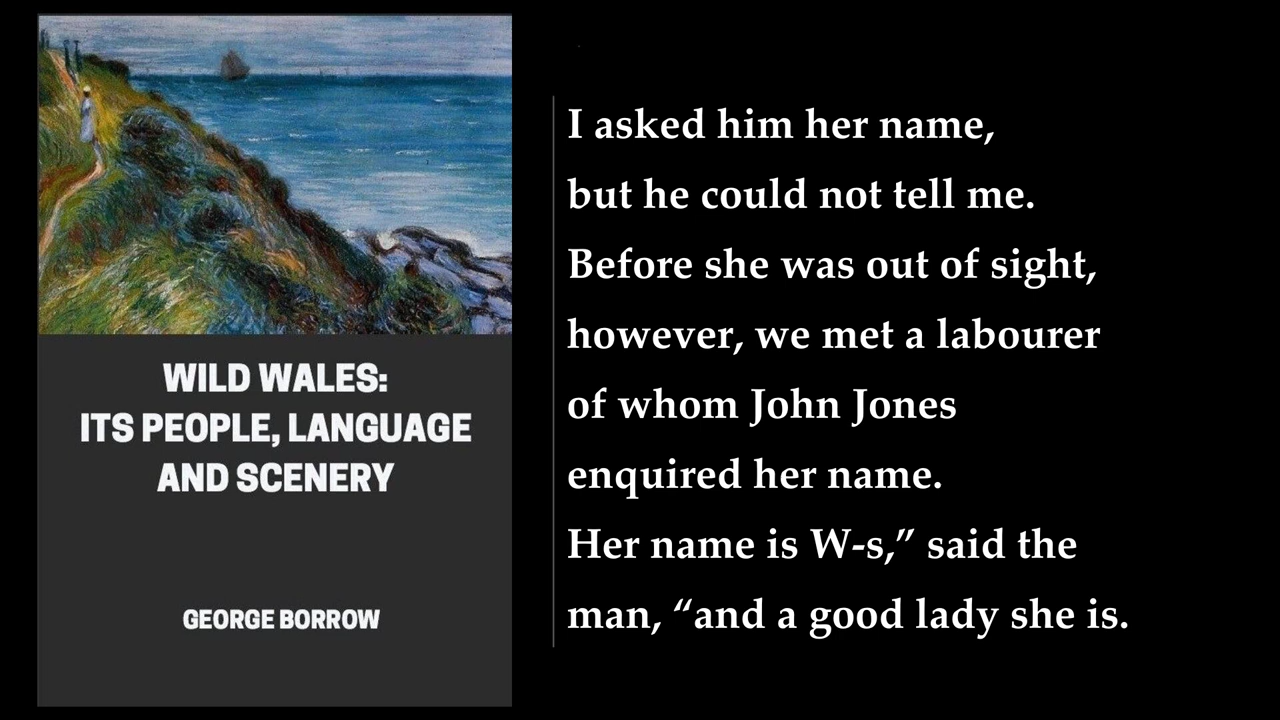 WILD WALES:
ITS PEOPLE, LANGUAGE
AND SCENERY
GEORGE BORROW
I asked him her name,
but he could not tell me.
Before she was out of sight,
however, we met a labourer
of whom John Jones
enquired her name.
Her name is W-s,” said the
man, “and a good lady she is.